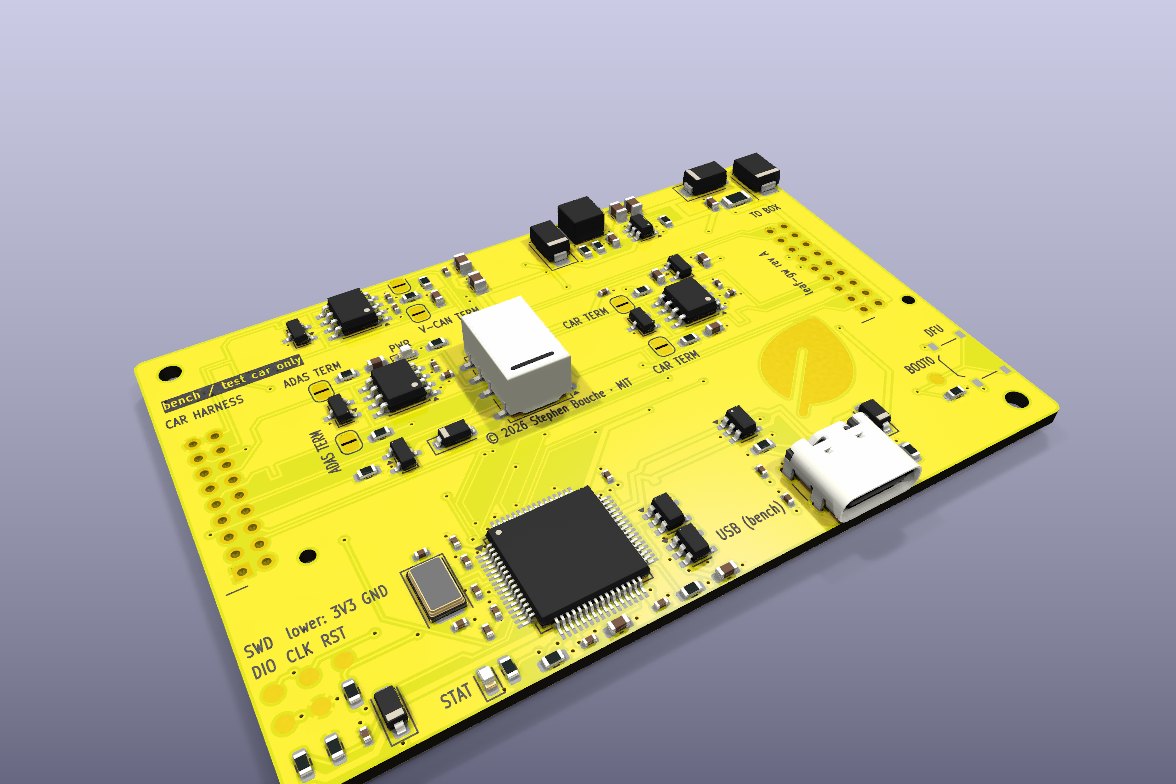 TO BOX
leaf-gw rev A
V-CAN TERM
CAR TERM
CAR TERM
PWR
bench / test car only
ADAS TERM
CAR HARNESS
ADAS TERM
© 2026 Stephen Bouche · MIT
DFU
BOOT0
USB (bench)
SWD lower: 3V3 GND
DIO CLK RST
STAT